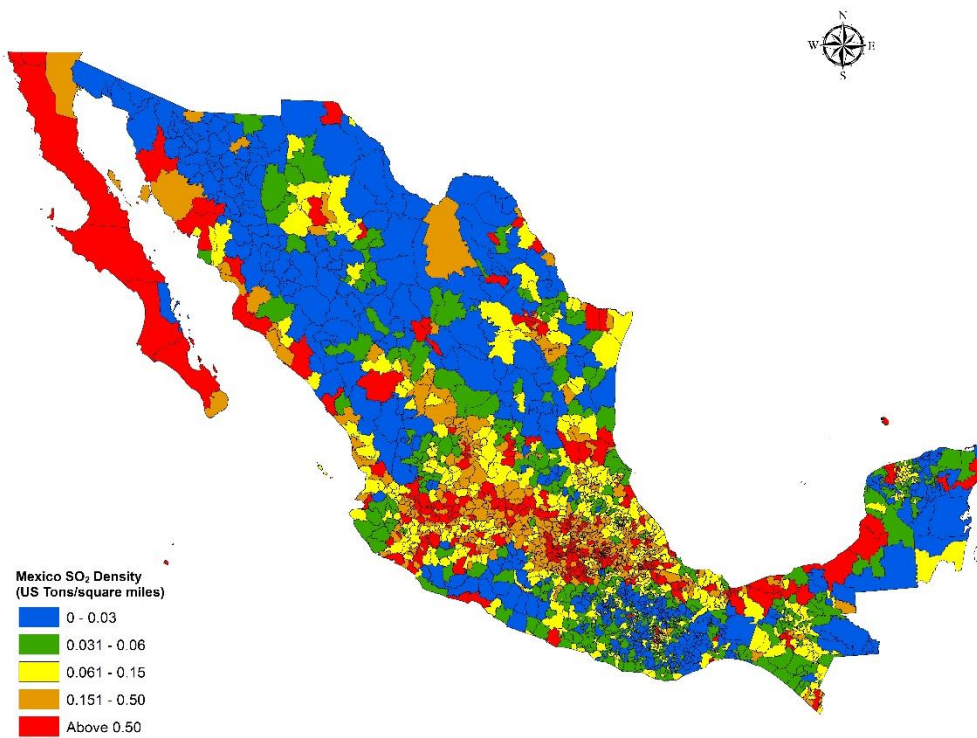 N
W E
S
Mexico SO₂ Density
(US Tons/square miles)
0 - 0.03
0.031 - 0.06
0.061 - 0.15
0.151 - 0.50
Above 0.50